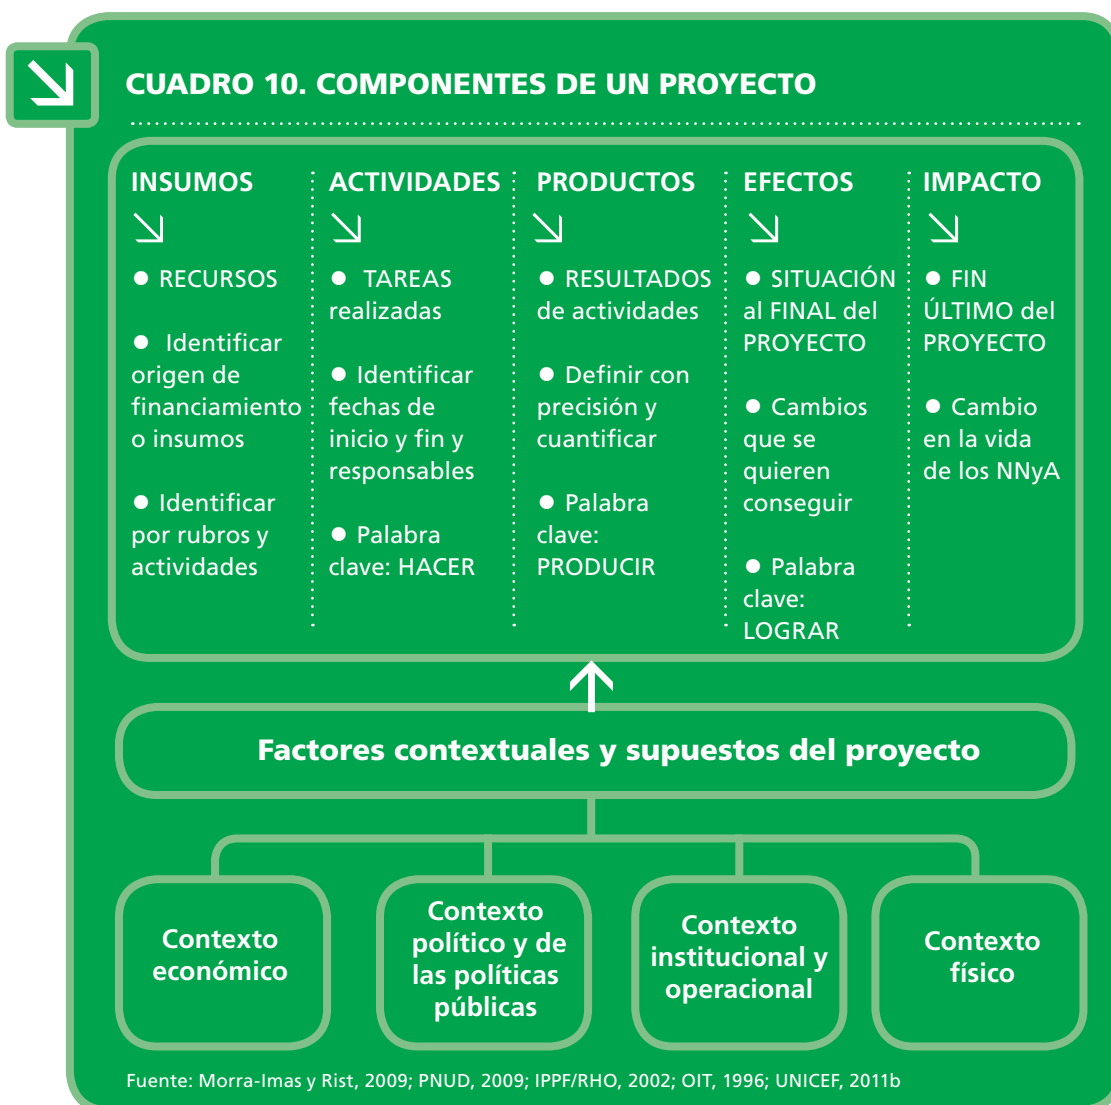 CUADRO 10. COMPONENTES DE UN PROYECTO
INSUMOS
● RECURSOS
● Identificar
origen de
financiamiento
o insumos
● Identificar
por rubros y
actividades
ACTIVIDADES
● TAREAS
realizadas
● Identificar
fechas de
inicio y fin y
responsables
● Palabra
clave: HACER
PRODUCTOS
● RESULTADOS
de actividades
● Definir con
precisión y
cuantificar
● Palabra
clave:
PRODUCIR
EFECTOS
● SITUACIÓN
al FINAL del
PROYECTO
● Cambios
que se
quieren
conseguir
● Palabra
clave:
LOGRAR
IMPACTO
● FIN
ÚLTIMO del
PROYECTO
● Cambio
en la vida
de los NNyA
Factores contextuales y supuestos del proyecto
Contexto
económico
Contexto
político y de
las políticas
públicas
Contexto
institucional y
operacional
Contexto
físico
Fuente: Morra-Imas y Rist, 2009; PNUD, 2009; IPPF/RHO, 2002; OIT, 1996; UNICEF, 2011b